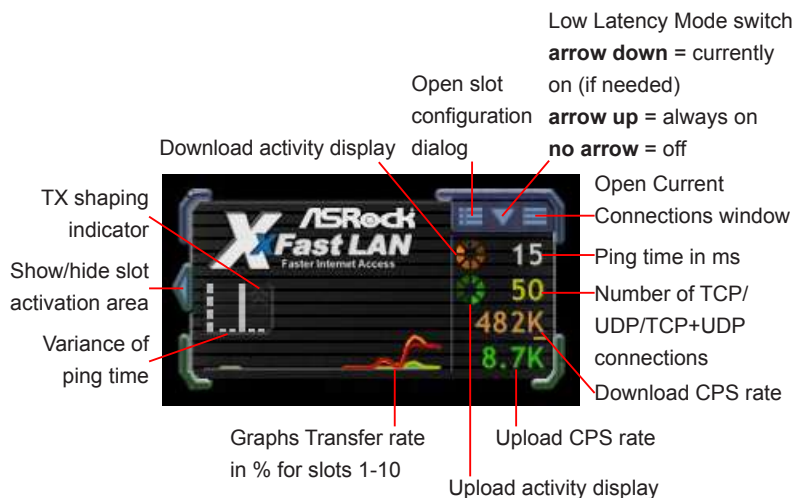 Low Latency Mode switch
arrow down = currently
on (if needed)
arrow up = always on
no arrow = off
Open slot
configuration
dialog
Download activity display
TX shaping
indicator
Show/hide slot
activation area
Variance of
ping time
Open Current
Connections window
Ping time in ms
Number of TCP/
UDP/TCP+UDP
connections
Download CPS rate
Upload CPS rate
Graphs Transfer rate
in % for slots 1-10
Upload activity display
ASRock
XFast LAN
Faster Internet Access
15
50
482K
8.7K